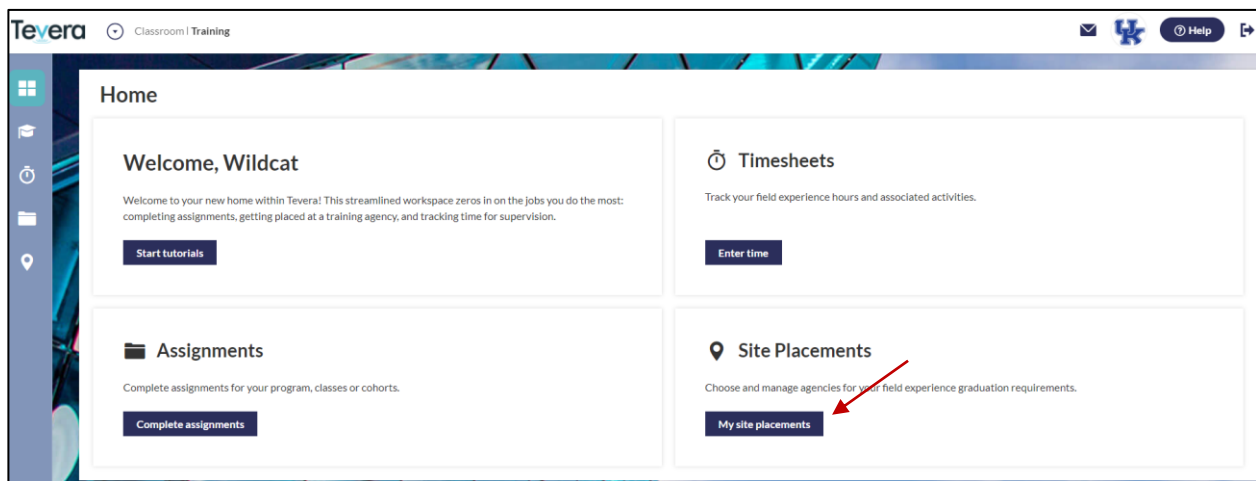 Tevera
Classroom | Training
UK
Help
Home
Welcome, Wildcat
Welcome to your new home within Tevera! This streamlined workspace zeros in on the jobs you do the most:
completing assignments, getting placed at a training agency, and tracking time for supervision.
Start tutorials
Timesheets
Track your field experience hours and associated activities.
Enter time
Assignments
Complete assignments for your program, classes or cohorts.
Complete assignments
Site Placements
Choose and manage agencies for your field experience graduation requirements.
My site placements